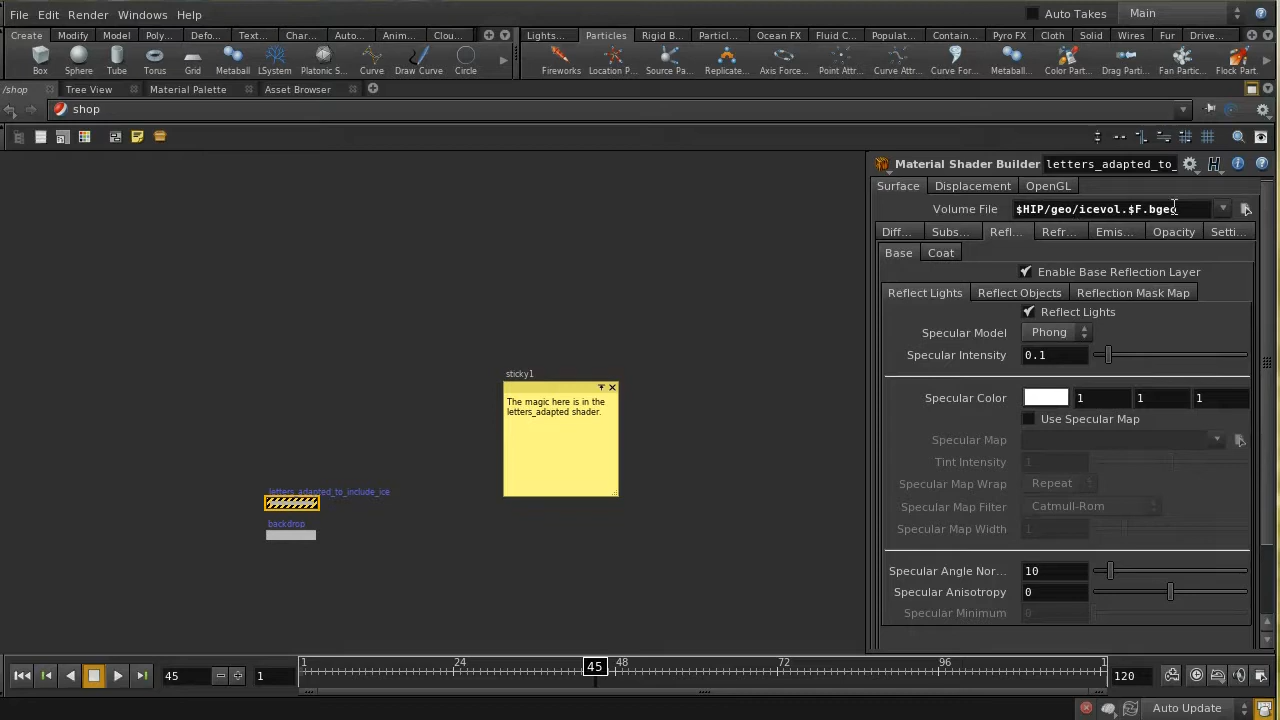 File Edit Render Windows Help Auto Takes Main
Create Modify Model Poly... Defo... Text... Char... Auto... Anim... Clou... Lights... Particles Rigid B... Particl... Ocean FX Fluid C... Populat... Contain... Pyro FX Cloth Solid Wires Fur Drive...
Box Sphere Tube Torus Grid Metaball LSystem Platonic S... Curve Draw Curve Circle Fireworks Location P... Source Pa... Replicate... Axis Force... Point Attr... Curve Attr... Curve For... Metaball... Color Part... Drag Parti... Fan Partic... Flock Part.
/shop Tree View Material Palette Asset Browser
shop
Material Shader Builder letters_adapted_to_
Surface Displacement OpenGL
Volume File $HIP/geo/icevol.$F.bgeo
Diff... Subs... Refl... Refr... Emis... Opacity Setti...
Base Coat
Enable Base Reflection Layer
Reflect Lights Reflect Objects Reflection Mask Map
Reflect Lights
Specular Model Phong
Specular Intensity 0.1
Specular Color 1 1 1
Use Specular Map
Specular Map
Tint Intensity 1
Specular Map Wrap Repeat
Specular Map Filter Catmull-Rom
Specular Map Width 1
Specular Angle Nor... 10
Specular Anisotropy 0
Specular Minimum 0
sticky1
The magic here is in the
letters_adapted shader.
letters_adapted_to_include_ice
backdrop
45 1 1 24 45 48 72 96 1 120
Auto Update